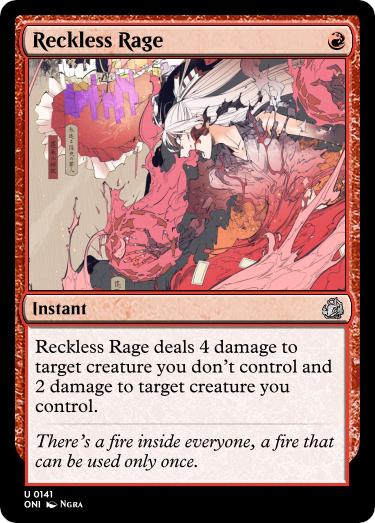 Reckless Rage
Instant
Reckless Rage deals 4 damage to
target creature you don't control and
2 damage to target creature you
control.
There's a fire inside everyone, a fire that
can be used only once.
U 0141
ONI Ngra